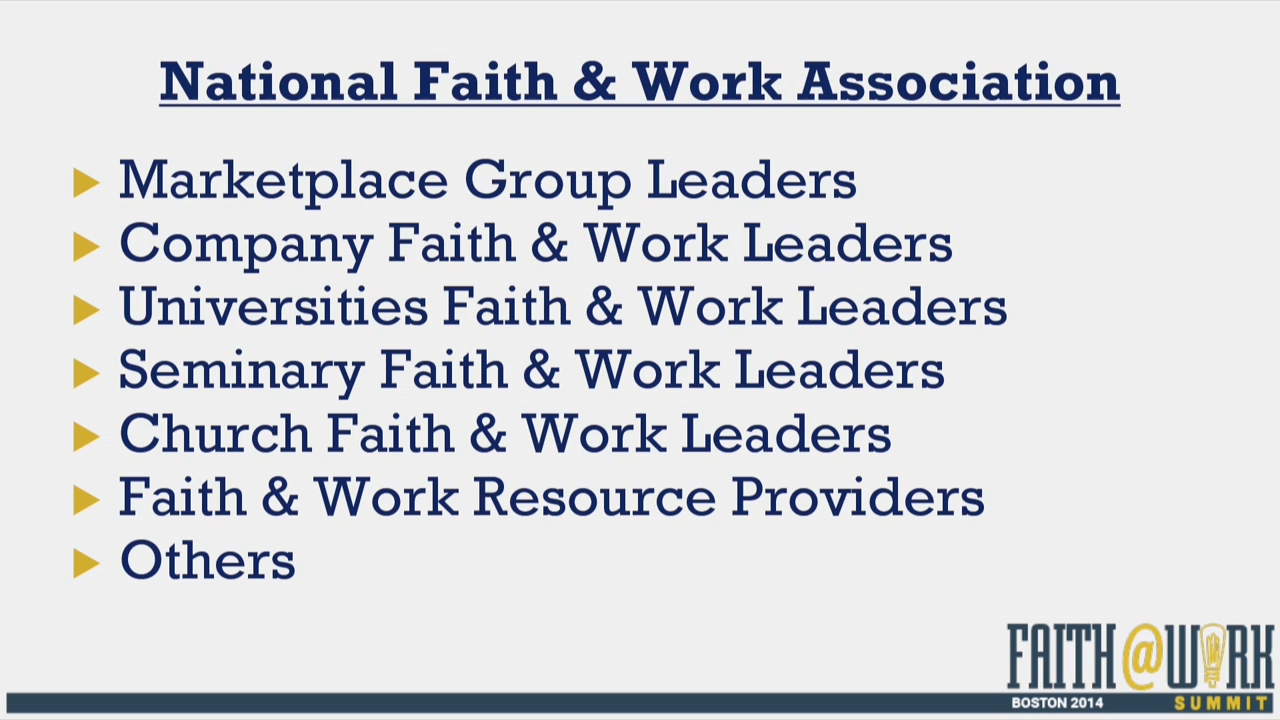 National Faith & Work Association
Marketplace Group Leaders
Company Faith & Work Leaders
Universities Faith & Work Leaders
Seminary Faith & Work Leaders
Church Faith & Work Leaders
Faith & Work Resource Providers
Others
FAITH@WORK
BOSTON 2014 SUMMIT